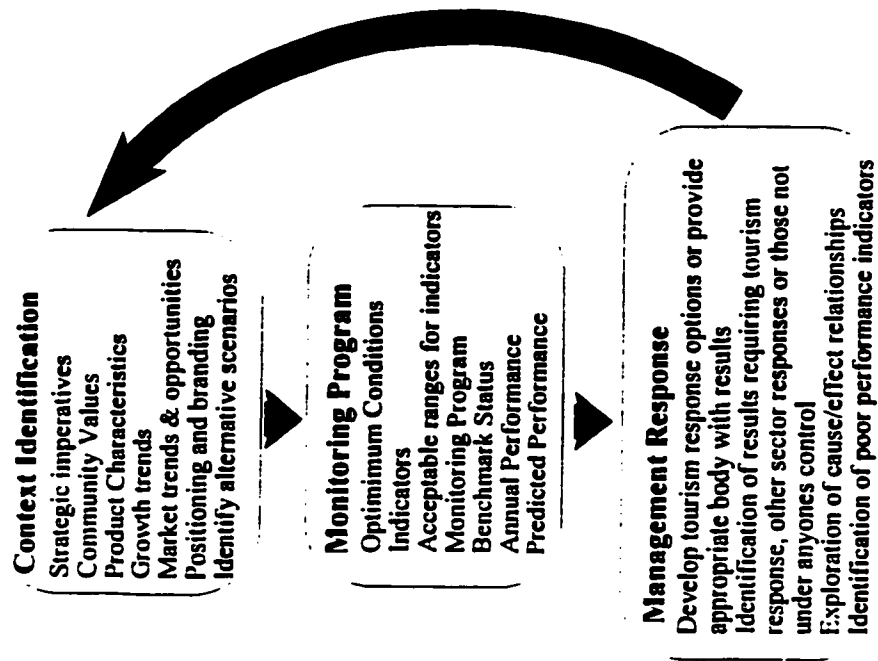 Context Identification
Strategic imperatives
Community Values
Product Characteristics
Growth trends
Market trends & opportunities
Positioning and branding
Identify alternative scenarios
Monitoring Program
Optimimum Conditions
Indicators
Acceptable ranges for indicators
Monitoring Program
Benchmark Status
Annual Performance
Predicted Performance
Management Response
Develop tourism response options or provide
appropriate body with results
Identification of results requiring tourism
response, other sector responses or those not
under anyones control
Exploration of cause/effect relationships
Identification of poor performance indicators